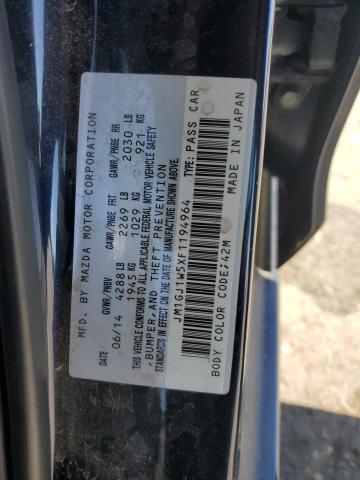 MFD. BY MAZDA MOTOR CORPORATION
GVWR/PNBV GAWR/PNBE FRT GAWR/PNBE RR
DATE 06/14 4288 LB 2269 LB 2030 LB
1945 KG 1029 KG 921 KG
THIS VEHICLE CONFORMS TO ALL APPLICABLE FEDERAL MOTOR VEHICLE SAFETY
, BUMPER, AND THEFT PREVENTION
STANDARDS IN EFFECT ON THE DATE OF MANUFACTURE SHOWN ABOVE.
JM1GJ1W5XF1194964 TYPE: PASS CAR
BODY COLOR CODE: 42M MADE IN JAPAN